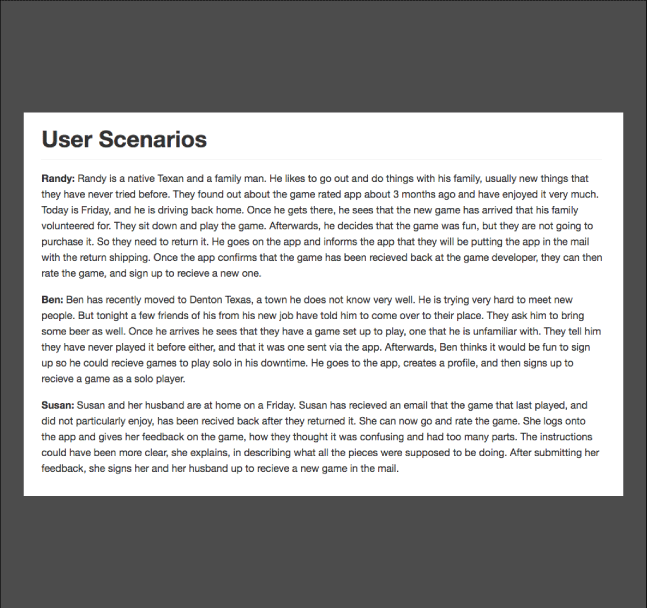 User Scenarios
Randy: Randy is a native Texan and a family man. He likes to go out and do things with his family, usually new things that
they have never tried before. They found out about the game rated app about 3 months ago and have enjoyed it very much.
Today is Friday, and he is driving back home. Once he gets there, he sees that the new game has arrived that his family
volunteered for. They sit down and play the game. Afterwards, he decides that the game was fun, but they are not going to
purchase it. So they need to return it. He goes on the app and informs the app that they will be putting the app in the mail
with the return shipping. Once the app confirms that the game has been recieved back at the game developer, they can then
rate the game, and sign up to recieve a new one.
Ben: Ben has recently moved to Denton Texas, a town he does not know very well. He is trying very hard to meet new
people. But tonight a few friends of his from his new job have told him to come over to their place. They ask him to bring
some beer as well. Once he arrives he sees that they have a game set up to play, one that he is unfamiliar with. They tell him
they have never played it before either, and that it was one sent via the app. Afterwards, Ben thinks it would be fun to sign
up so he could recieve games to play solo in his downtime. He goes to the app, creates a profile, and then signs up to
recieve a game as a solo player.
Susan: Susan and her husband are at home on a Friday. Susan has recieved an email that the game that last played, and
did not particularly enjoy, has been recived back after they returned it. She can now go and rate the game. She logs onto
the app and gives her feedback on the game, how they thought it was confusing and had too many parts. The instructions
could have been more clear, she explains, in describing what all the pieces were supposed to be doing. After submitting her
feedback, she signs her and her husband up to recieve a new game in the mail.